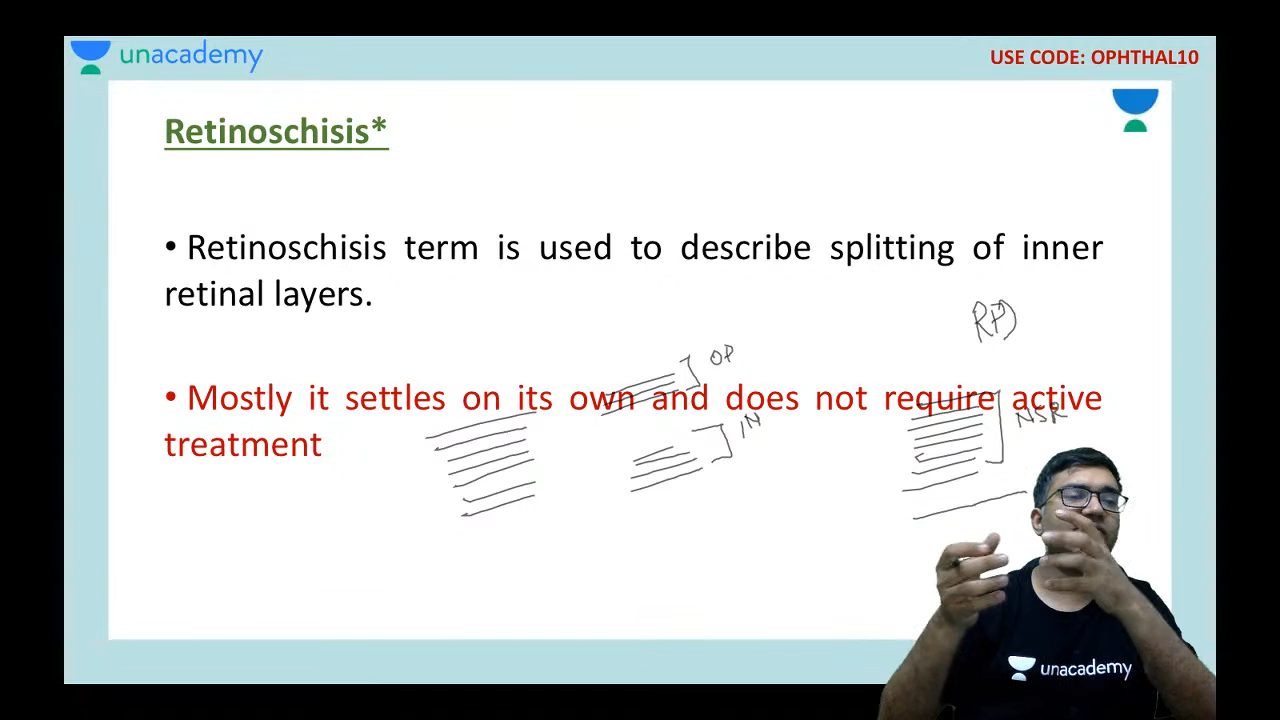 unacademy
USE CODE: OPHTHAL10
Retinoschisis*
• Retinoschisis term is used to describe splitting of inner
retinal layers.
RD
OP
• Mostly it settles on its own and does not require active
treatment
IN
NSR
unacademy